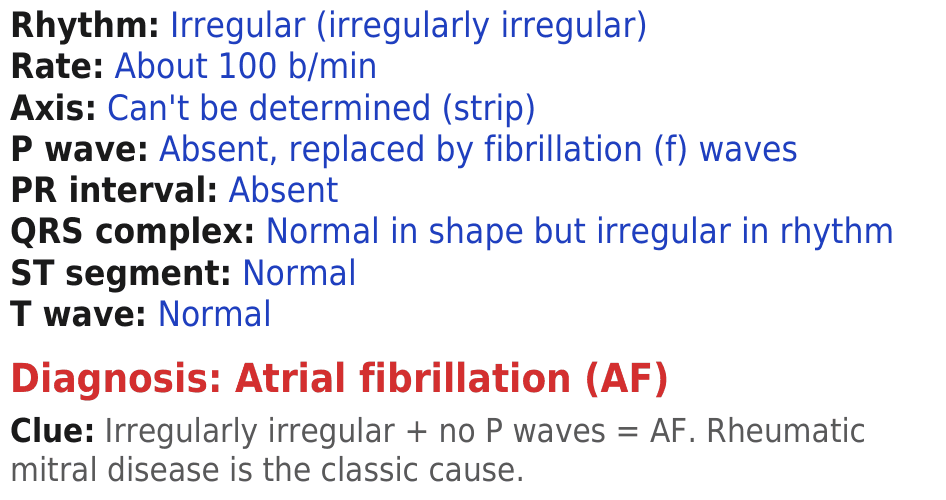 Rhythm: Irregular (irregularly irregular)
Rate: About 100 b/min
Axis: Can't be determined (strip)
P wave: Absent, replaced by fibrillation (f) waves
PR interval: Absent
QRS complex: Normal in shape but irregular in rhythm
ST segment: Normal
T wave: Normal
Diagnosis: Atrial fibrillation (AF)
Clue: Irregularly irregular + no P waves = AF. Rheumatic
mitral disease is the classic cause.